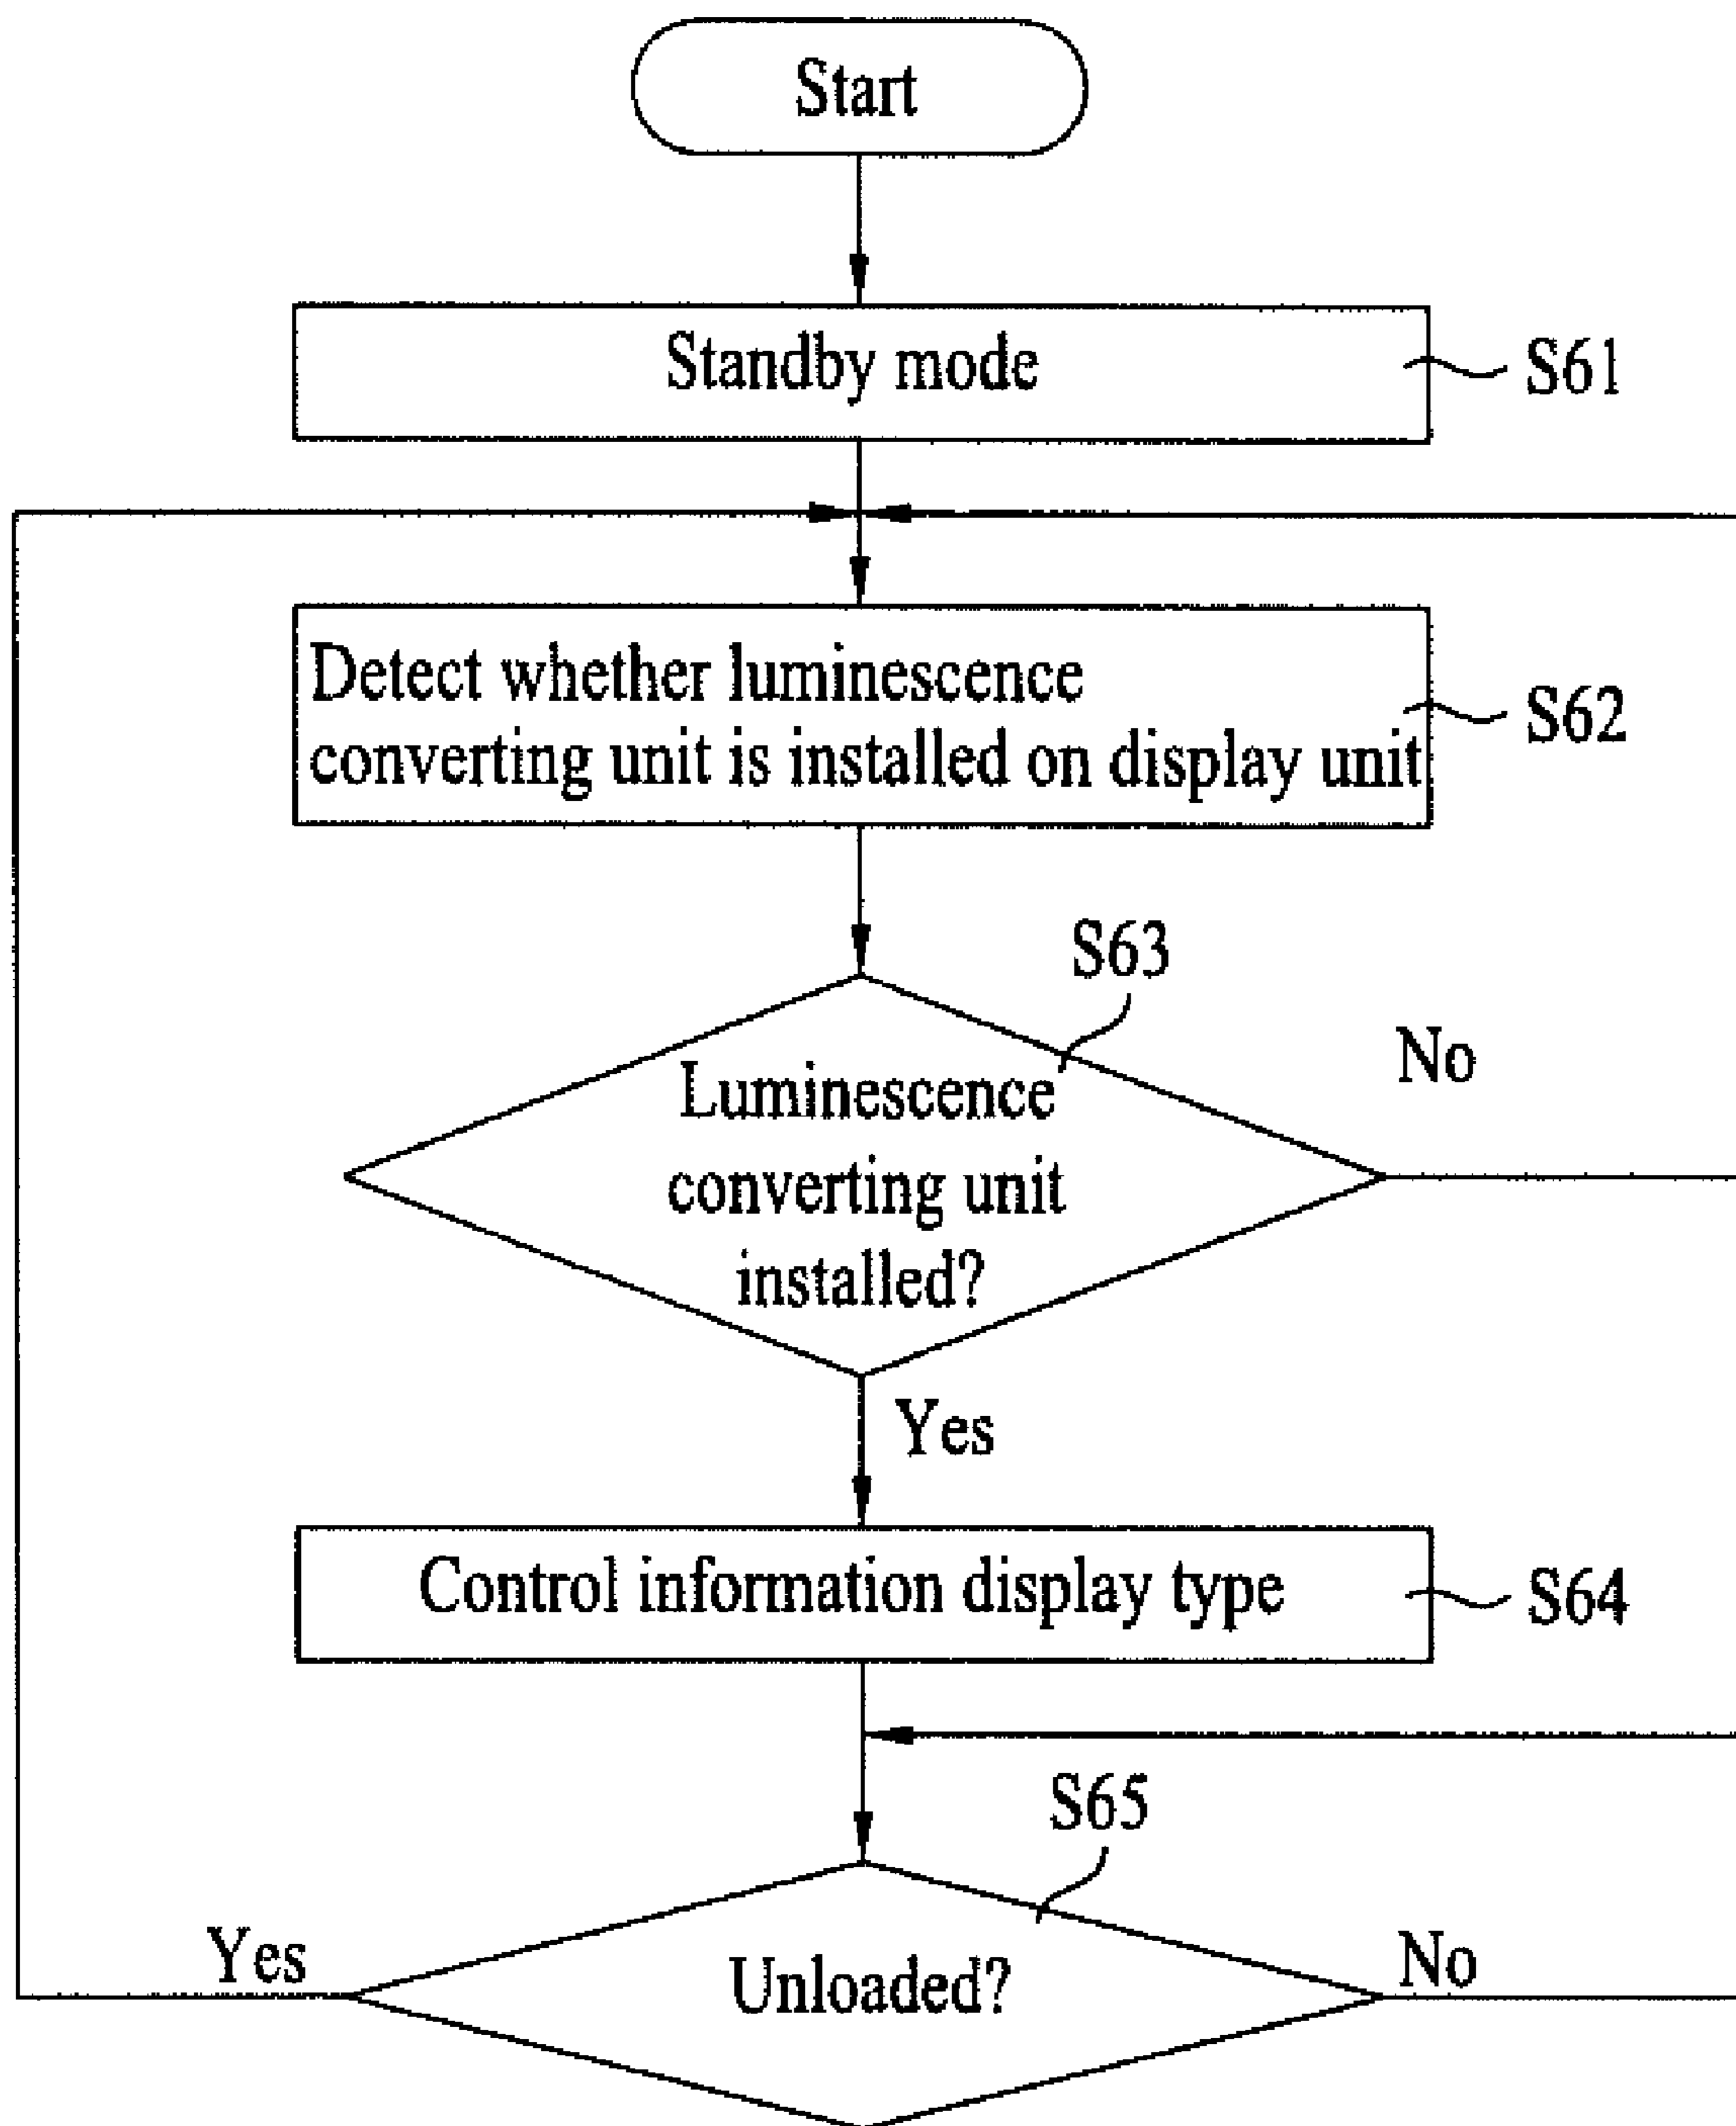 Start
Standby mode
S61
Detect whether luminescence
converting unit is installed on display unit
S62
S63
Luminescence
converting unit
installed?
No
Yes
Control information display type
S64
S65
Yes
Unloaded?
No